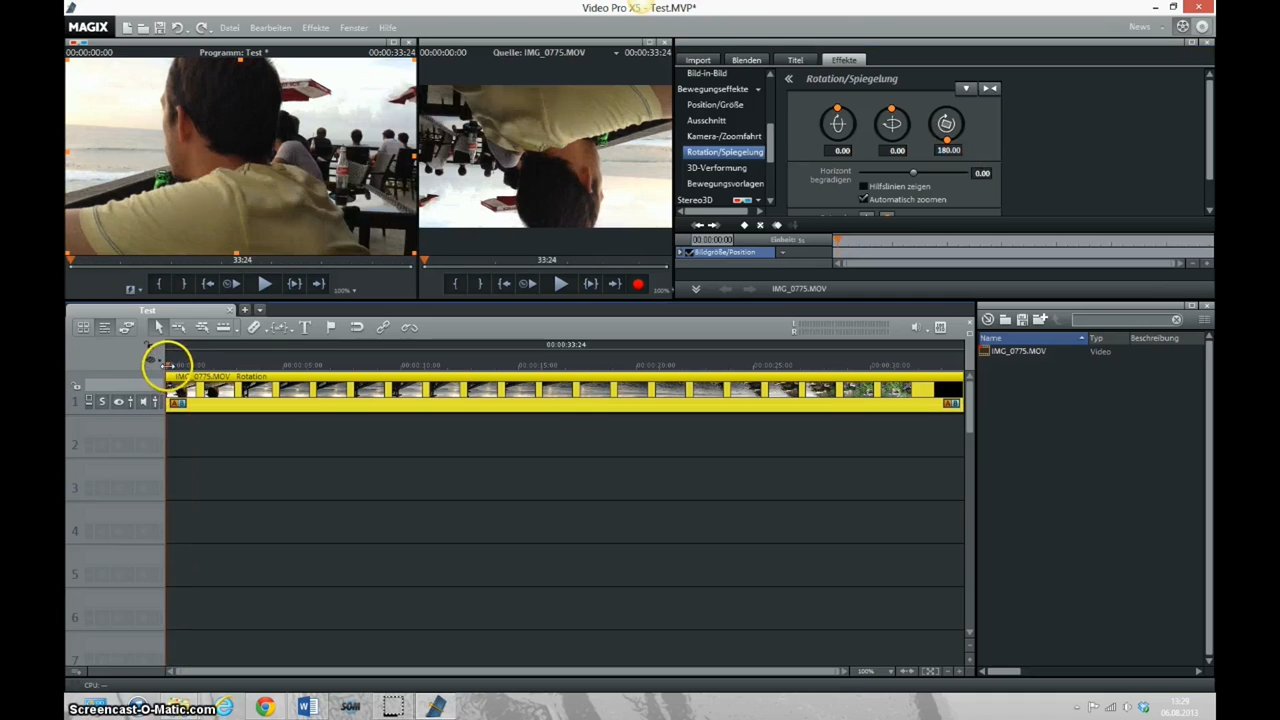 Video Pro X5 - Test.MVP*
MAGIX
Datei
Bearbeiten
Effekte
Fenster
Hilfe
News
00:00:00:00
Programm: Test *
00:00:33:24
00:00:00:00
Quelle: IMG_0775.MOV
00:00:33:24
Import
Blenden
Titel
Effekte
Bild-in-Bild
Bewegungseffekte
Position/Größe
Ausschnitt
Kamera-/Zoomfahrt
Rotation/Spiegelung
3D-Verformung
Bewegungsvorlagen
Stereo3D
Rotation/Spiegelung
0.00
0.00
180.00
Horizont
begradigen
0.00
Hilfslinien zeigen
Automatisch zoomen
00:00:00:00
Einheit: 5s
Bildgröße/Position
33:24
33:24
100%
100%
IMG_0775.MOV
Test
L
R
Name
Typ
Beschreibung
IMG_0775.MOV
Video
00:00:33:24
00:00:05:00
00:00:10:00
00:00:15:00
00:00:20:00
00:00:25:00
00:00:30:00
IMG_0775.MOV Rotation
1
S
A B
A B
2
3
4
5
6
7
100%
CPU: --
Screencast-O-Matic.com
SOM
13:29
06.08.2013